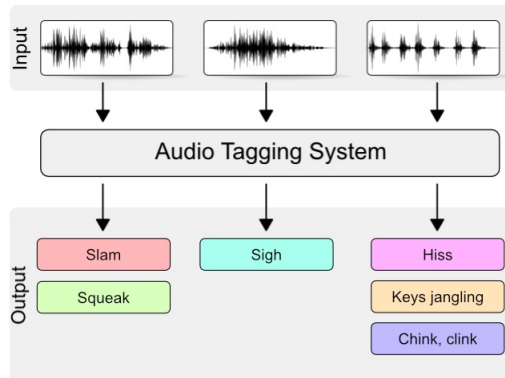 Input
Audio Tagging System
Output
Slam
Sigh
Hiss
Squeak
Keys jangling
Chink, clink